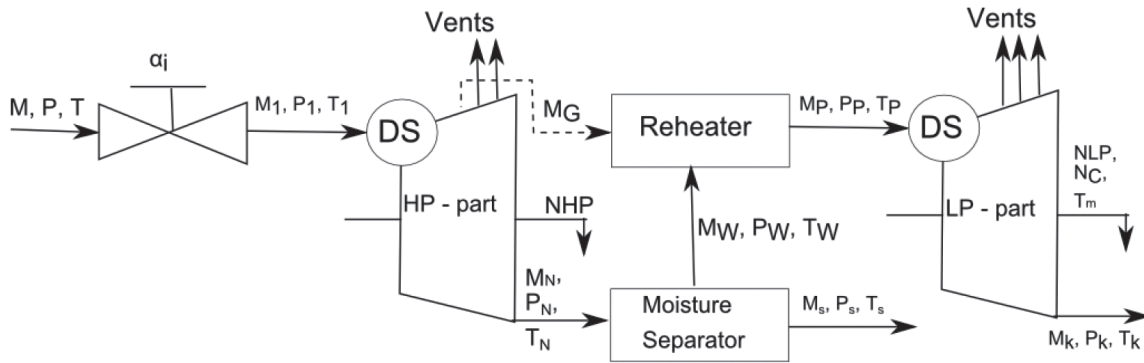 Vents
Vents
αi
M, P, T
M1, P1, T1
DS
MG
Reheater
MP, PP, TP
DS
NLP,
NC,
Tm
HP - part
NHP
LP - part
MW, PW, TW
MN,
PN,
TN
Moisture
Separator
Ms, Ps, Ts
Mk, Pk, Tk